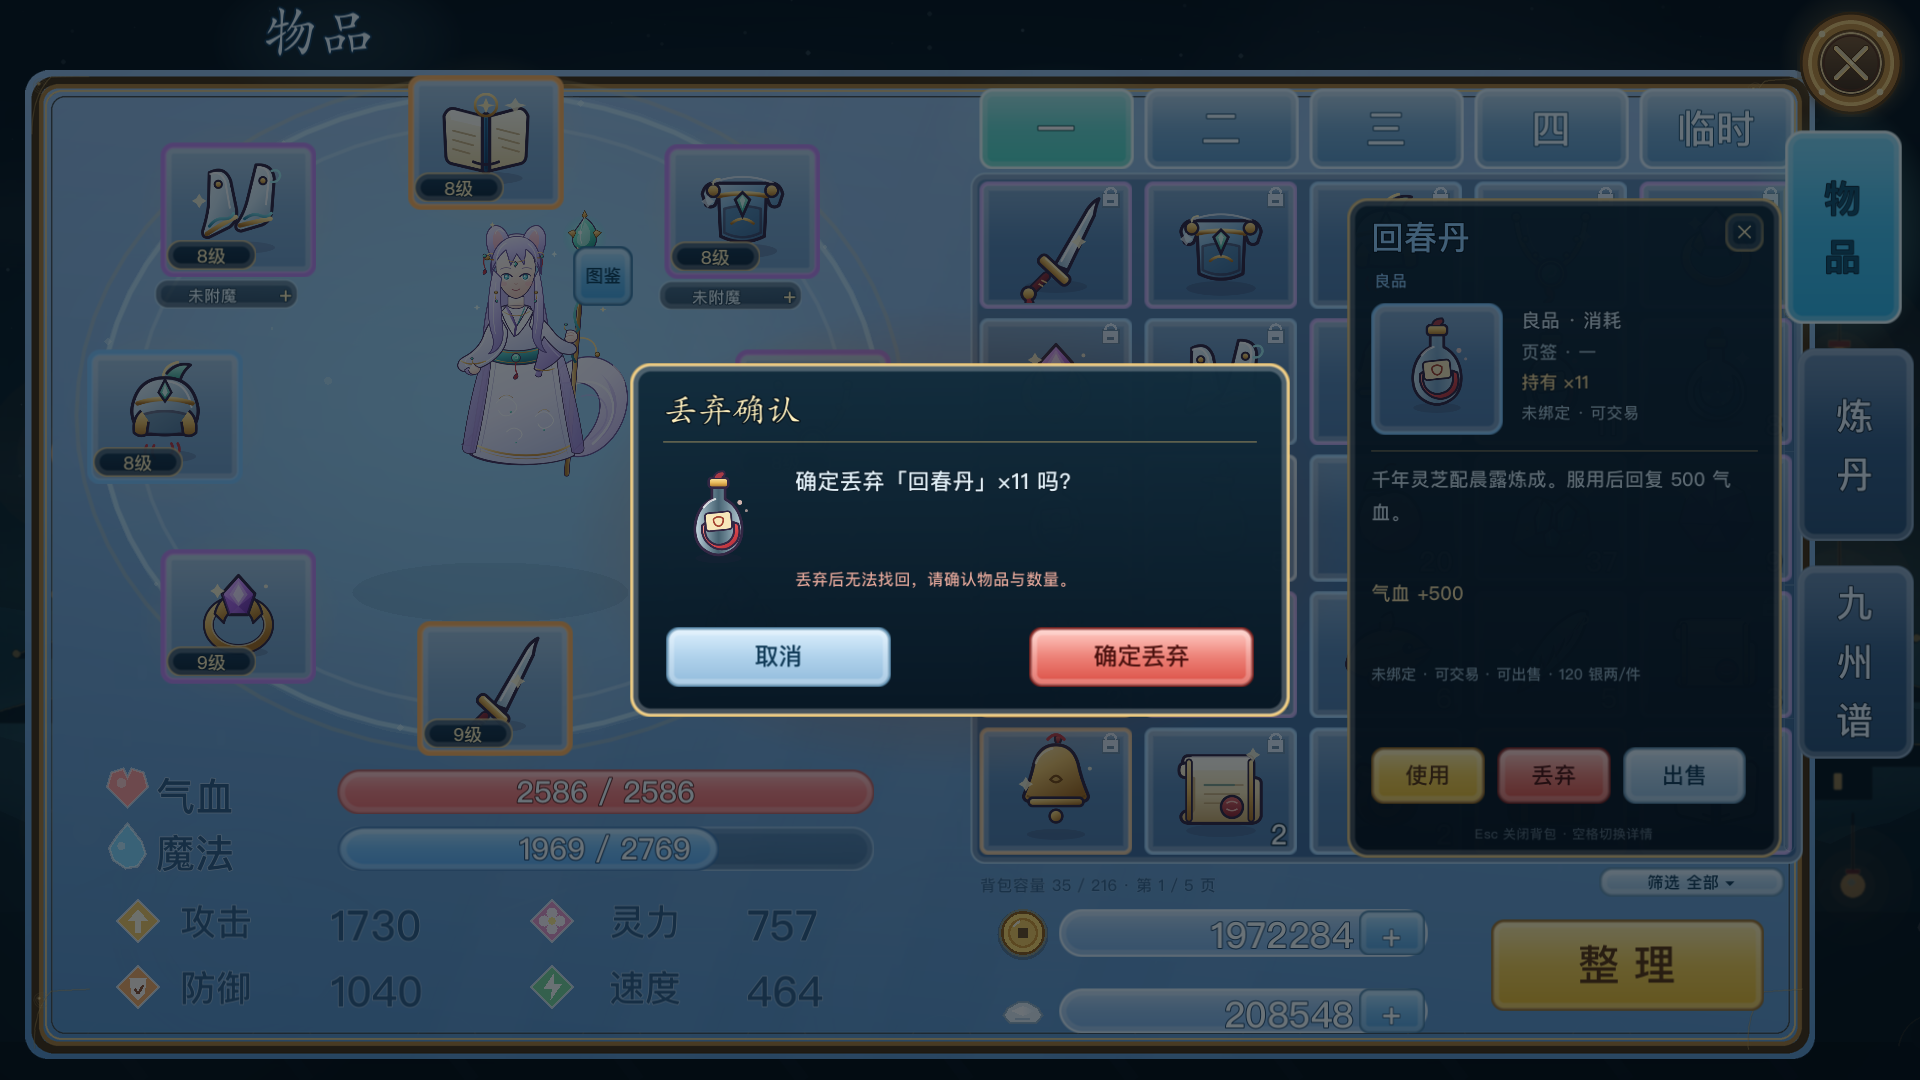 物品
一
二
三
四
临时
物品
炼丹
九州谱
8级
8级
未附魔 +
8级
未附魔 +
图鉴
8级
9级
9级
气血
2586 / 2586
魔法
1969 / 2769
攻击 1730
灵力 757
防御 1040
速度 464
丢弃确认
确定丢弃「回春丹」×11 吗?
丢弃后无法找回，请确认物品与数量。
取消
确定丢弃
回春丹
良品
良品 · 消耗
页签 · 一
持有 ×11
未绑定 · 可交易
千年灵芝配晨露炼成。服用后回复 500 气
血。
气血 +500
未绑定 · 可交易 · 可出售 · 120 银两/件
使用
丢弃
出售
Esc 关闭背包 · 空格切换详情
2
背包容量 35 / 216 · 第 1 / 5 页
筛选 全部
1972284 +
208548 +
整理